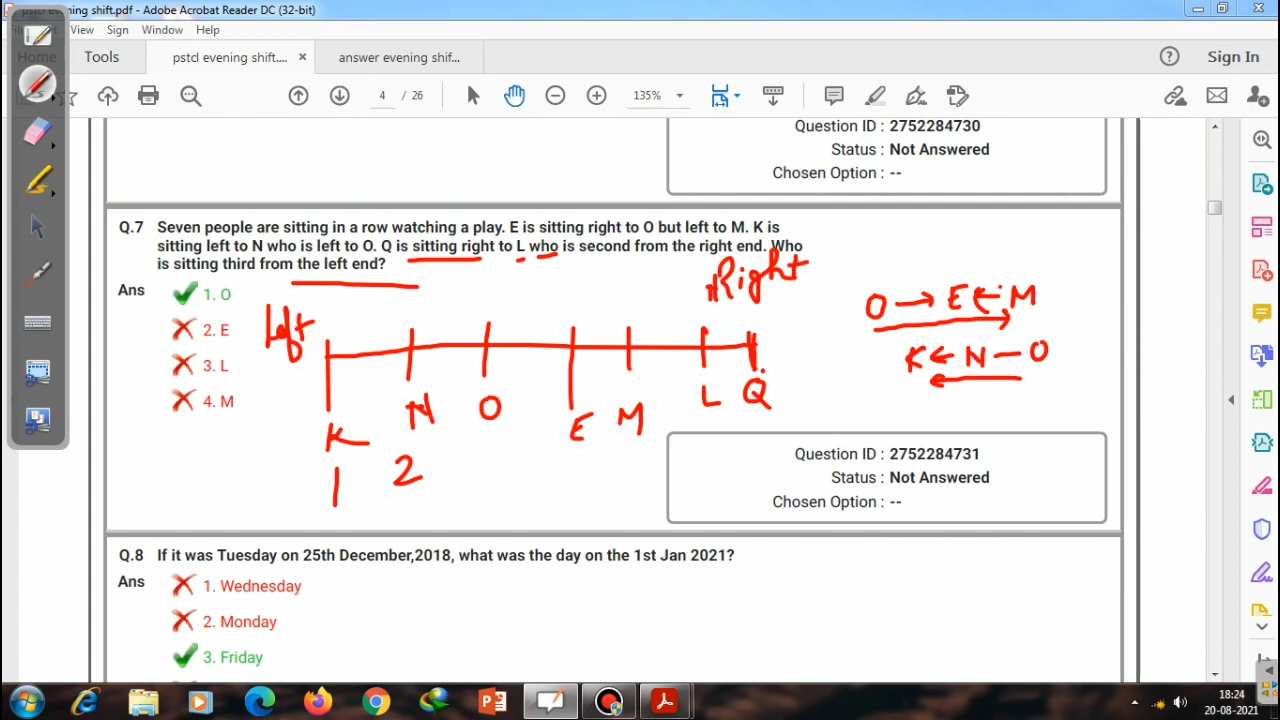 pstcl evening shift.pdf - Adobe Acrobat Reader DC (32-bit)
View Sign Window Help
Home Tools pstcl evening shift.... × answer evening shif... Sign In
4 / 26 135%
Question ID : 2752284730
Status : Not Answered
Chosen Option : --
Q.7 Seven people are sitting in a row watching a play. E is sitting right to O but left to M. K is
sitting left to N who is left to O. Q is sitting right to L who is second from the right end. Who
is sitting third from the left end?
Ans 1. O
2. E
3. L
4. M
Left Right
O → E ← M
K ← N — O
K N O E M L Q
1 2
Question ID : 2752284731
Status : Not Answered
Chosen Option : --
Q.8 If it was Tuesday on 25th December,2018, what was the day on the 1st Jan 2021?
Ans 1. Wednesday
2. Monday
3. Friday
18:24
20-08-2021